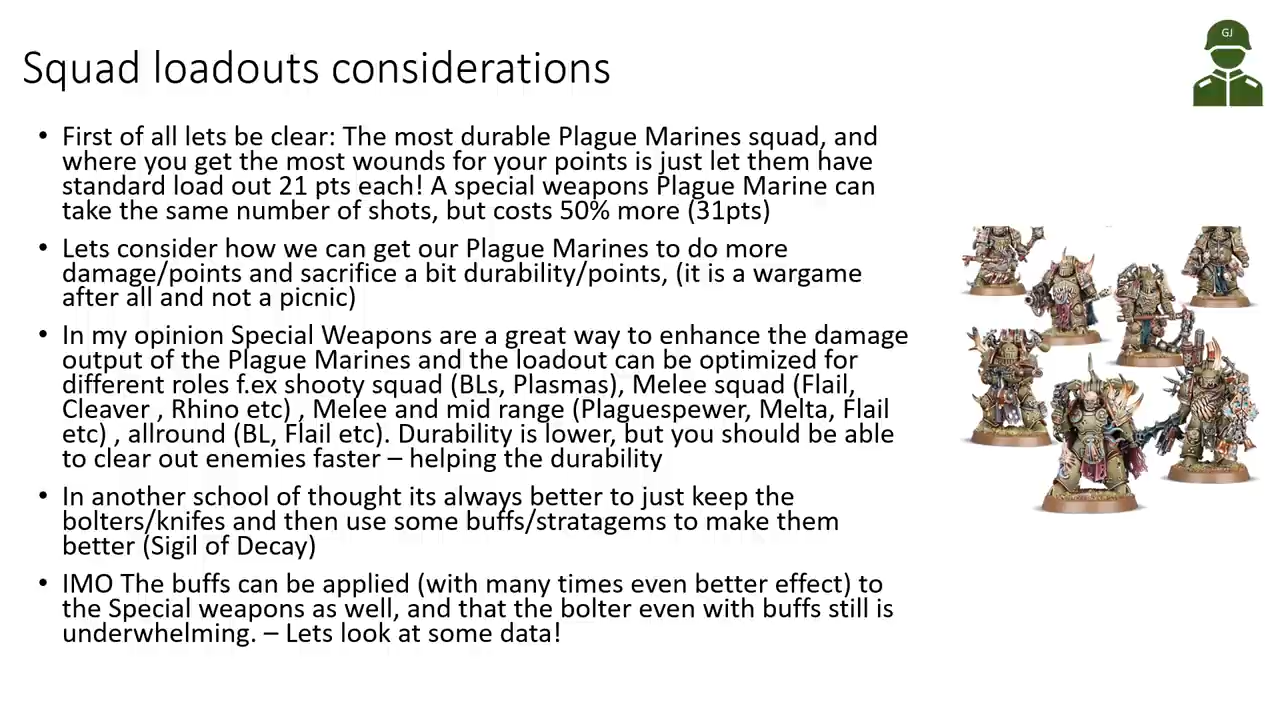 GJ
Squad loadouts considerations
• First of all lets be clear: The most durable Plague Marines squad, and
where you get the most wounds for your points is just let them have
standard load out 21 pts each! A special weapons Plague Marine can
take the same number of shots, but costs 50% more (31pts)
• Lets consider how we can get our Plague Marines to do more
damage/points and sacrifice a bit durability/points, (it is a wargame
after all and not a picnic)
• In my opinion Special Weapons are a great way to enhance the damage
output of the Plague Marines and the loadout can be optimized for
different roles f.ex shooty squad (BLs, Plasmas), Melee squad (Flail,
Cleaver , Rhino etc) , Melee and mid range (Plaguespewer, Melta, Flail
etc) , allround (BL, Flail etc). Durability is lower, but you should be able
to clear out enemies faster – helping the durability
• In another school of thought its always better to just keep the
bolters/knifes and then use some buffs/stratagems to make them
better (Sigil of Decay)
• IMO The buffs can be applied (with many times even better effect) to
the Special weapons as well, and that the bolter even with buffs still is
underwhelming. – Lets look at some data!